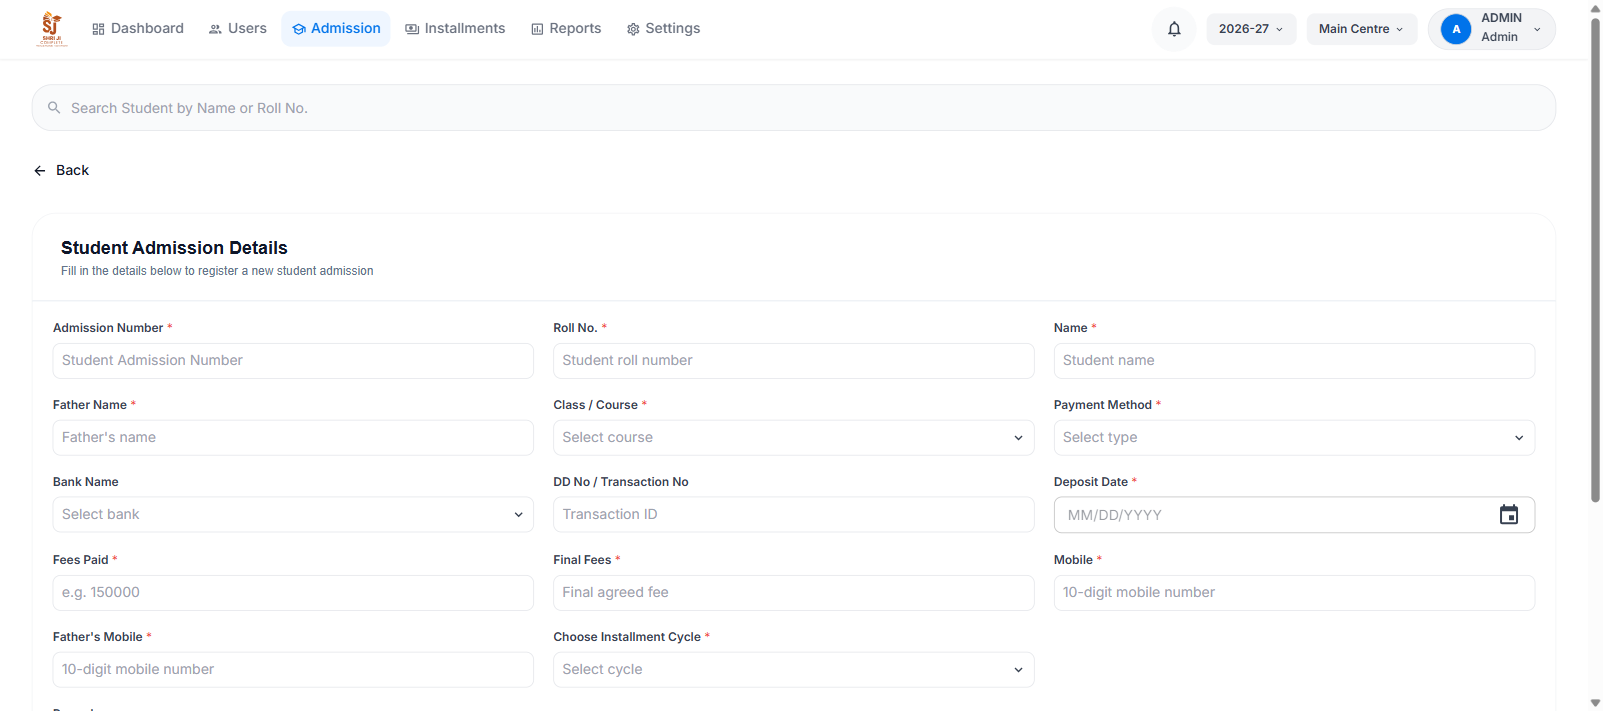 SJ
SHRI JI
COMPLETE
Dashboard
Users
Admission
Installments
Reports
Settings
2026-27
Main Centre
A
ADMIN
Admin
Search Student by Name or Roll No.
Back
Student Admission Details
Fill in the details below to register a new student admission
Admission Number *
Roll No. *
Name *
Student Admission Number
Student roll number
Student name
Father Name *
Class / Course *
Payment Method *
Father's name
Select course
Select type
Bank Name
DD No / Transaction No
Deposit Date *
Select bank
Transaction ID
MM/DD/YYYY
Fees Paid *
Final Fees *
Mobile *
e.g. 150000
Final agreed fee
10-digit mobile number
Father's Mobile *
Choose Installment Cycle *
10-digit mobile number
Select cycle